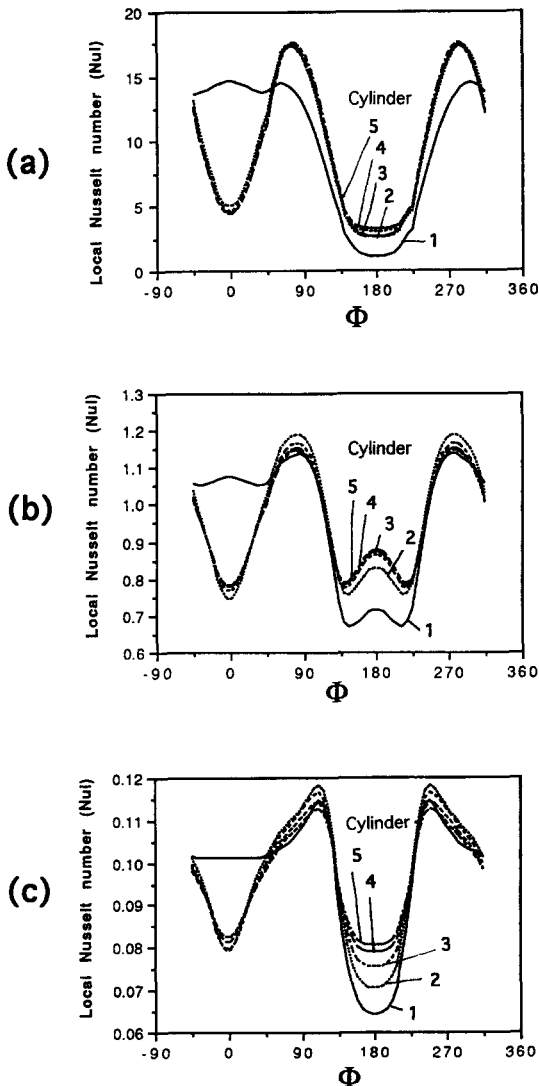 (a)
Local Nusselt number (Nul)
20
15
10
5
0
Cylinder
5
4
3
2
1
-90 0 90 180 270 360
Φ
(b)
Local Nusselt number (Nul)
1.3
1.2
1.1
1.0
0.9
0.8
0.7
0.6
Cylinder
5 4 3 2
1
-90 0 90 180 270 360
Φ
(c)
Local Nusselt number (Nul)
0.12
0.11
0.10
0.09
0.08
0.07
0.06
Cylinder
5 4
3
2
1
-90 0 90 180 270 360
Φ